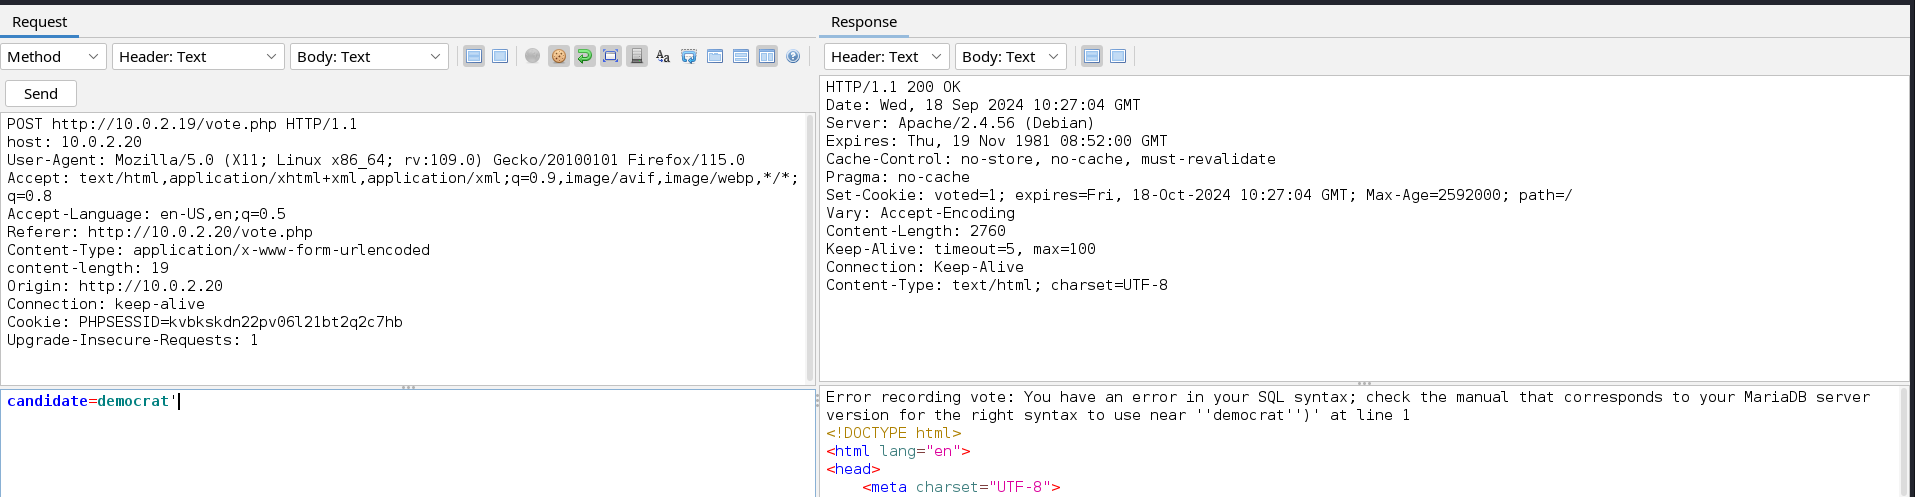 Request
Method Header: Text Body: Text
Send
POST http://10.0.2.19/vote.php HTTP/1.1
host: 10.0.2.20
User-Agent: Mozilla/5.0 (X11; Linux x86_64; rv:109.0) Gecko/20100101 Firefox/115.0
Accept: text/html,application/xhtml+xml,application/xml;q=0.9,image/avif,image/webp,*/*;
q=0.8
Accept-Language: en-US,en;q=0.5
Referer: http://10.0.2.20/vote.php
Content-Type: application/x-www-form-urlencoded
content-length: 19
Origin: http://10.0.2.20
Connection: keep-alive
Cookie: PHPSESSID=kvbkskdn22pv06l21bt2q2c7hb
Upgrade-Insecure-Requests: 1
candidate=democrat'
Response
Header: Text Body: Text
HTTP/1.1 200 OK
Date: Wed, 18 Sep 2024 10:27:04 GMT
Server: Apache/2.4.56 (Debian)
Expires: Thu, 19 Nov 1981 08:52:00 GMT
Cache-Control: no-store, no-cache, must-revalidate
Pragma: no-cache
Set-Cookie: voted=1; expires=Fri, 18-Oct-2024 10:27:04 GMT; Max-Age=2592000; path=/
Vary: Accept-Encoding
Content-Length: 2760
Keep-Alive: timeout=5, max=100
Connection: Keep-Alive
Content-Type: text/html; charset=UTF-8
Error recording vote: You have an error in your SQL syntax; check the manual that corresponds to your MariaDB server
version for the right syntax to use near ''democrat'')' at line 1
<!DOCTYPE html>
<html lang="en">
<head>
<meta charset="UTF-8">